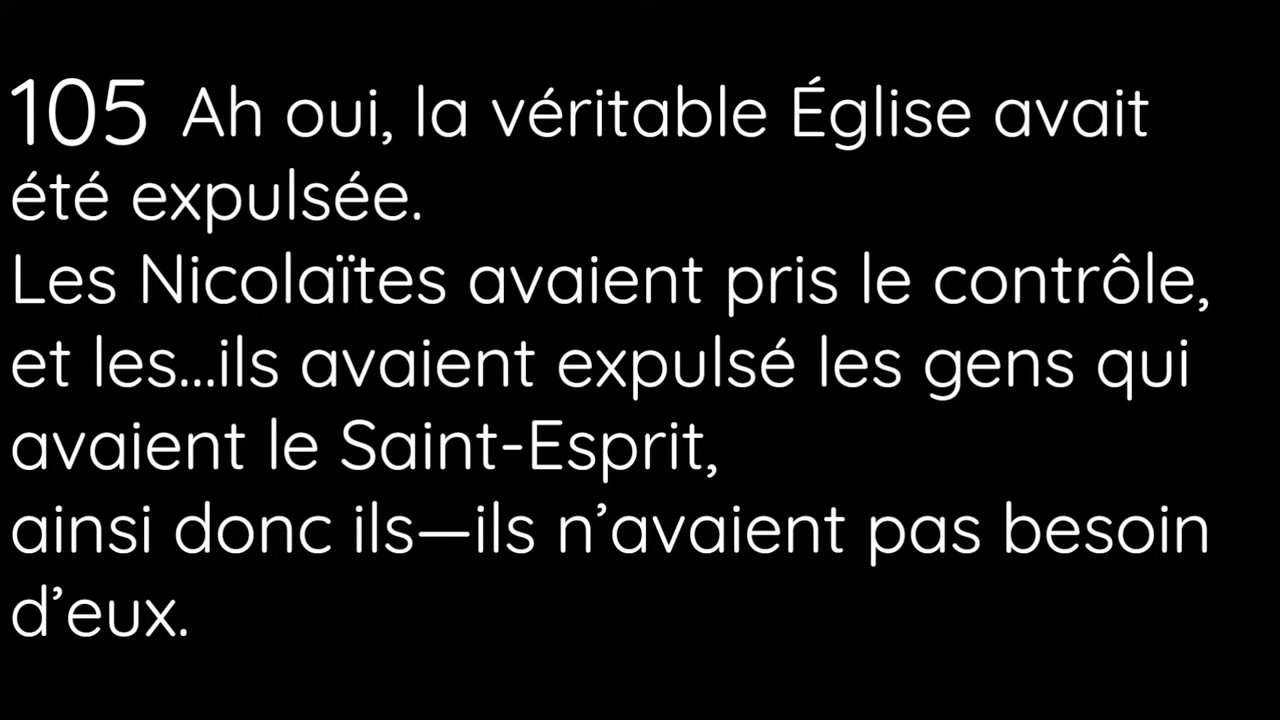 105 Ah oui, la véritable Église avait
été expulsée.
Les Nicolaïtes avaient pris le contrôle,
et les...ils avaient expulsé les gens qui
avaient le Saint-Esprit,
ainsi donc ils—ils n’avaient pas besoin
d’eux.